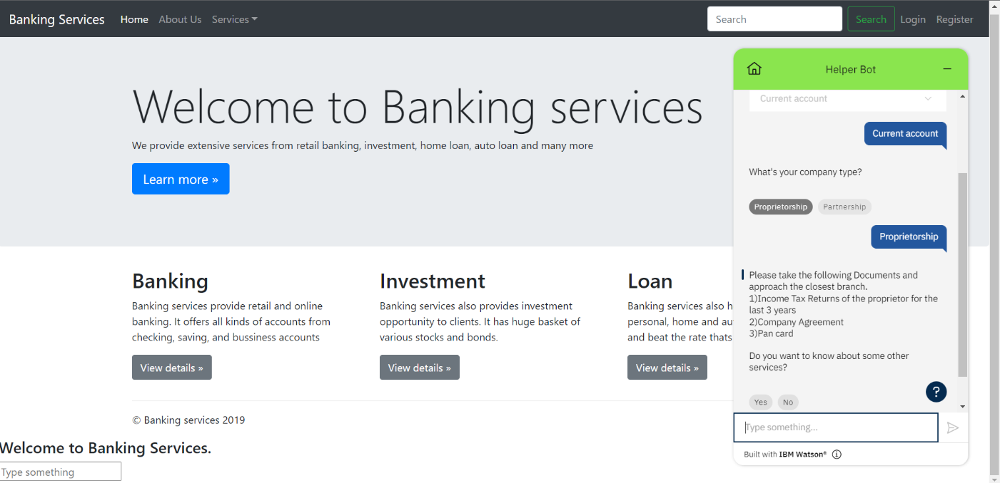 Banking Services Home About Us Services Search Search Login Register
Welcome to Banking services
We provide extensive services from retail banking, investment, home loan, auto loan and many more
Learn more »
Banking
Banking services provide retail and online
banking. It offers all kinds of accounts from
checking, saving, and bussiness accounts
View details »
Investment
Banking services also provides investment
opportunity to clients. It has huge basket of
various stocks and bonds.
View details »
Loan
Banking services also h
personal, home and au
and beat the rate thats
View details »
© Banking services 2019
Welcome to Banking Services.
Type something
Helper Bot
Current account
Current account
What's your company type?
Proprietorship Partnership
Proprietorship
Please take the following Documents and
approach the closest branch.
1)Income Tax Returns of the proprietor for the
last 3 years
2)Company Agreement
3)Pan card
Do you want to know about some other
services?
?
Yes No
Type something...
Built with IBM Watson®